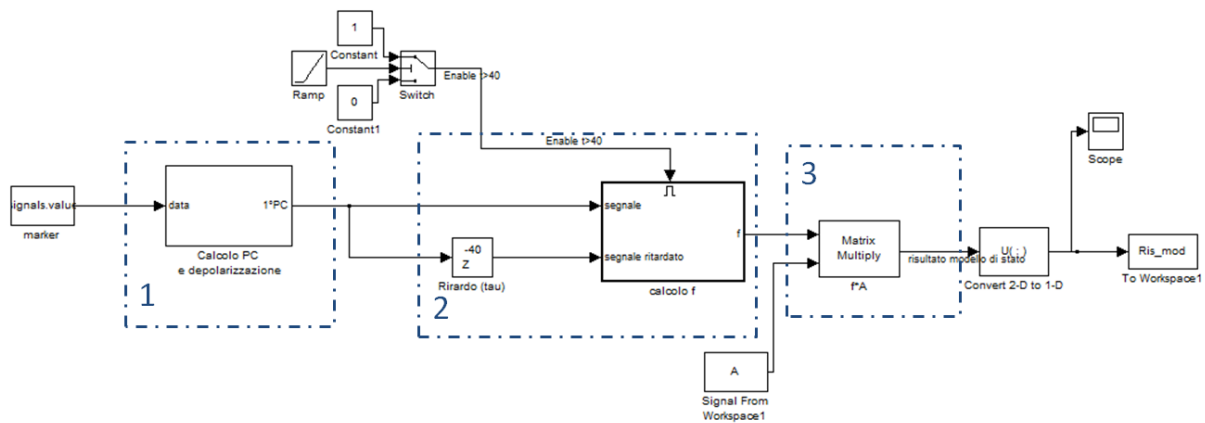 1
Constant
Ramp
0
Constant1
Switch
Enable t>40
Enable t>40
Scope
ignals.value
marker
data
1°PC
Calcolo PC
e depolarizzazione
1
-40
Z
Rirardo (tau)
2
segnale
segnale ritardato
f
calcolo f
3
Matrix
Multiply
f*A
risultato modello di stato
U( : )
Convert 2-D to 1-D
Ris_mod
To Workspace1
A
Signal From
Workspace1